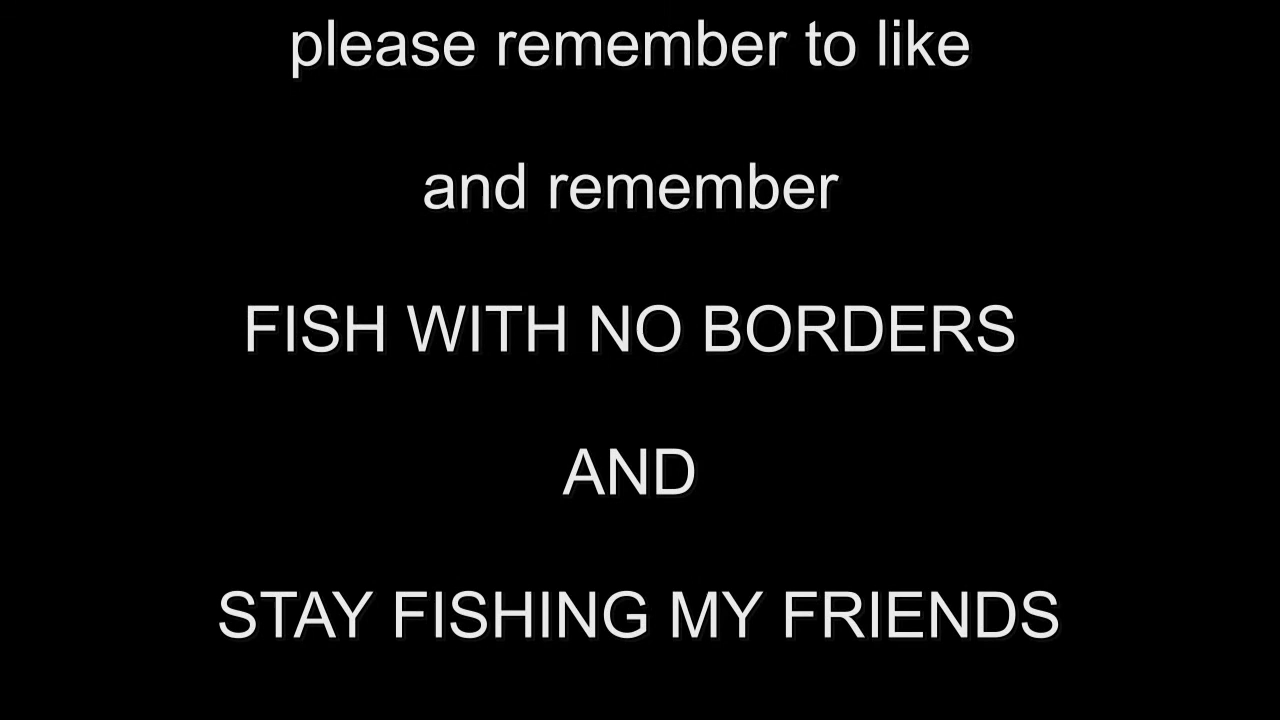 please remember to like
and remember
FISH WITH NO BORDERS
AND
STAY FISHING MY FRIENDS